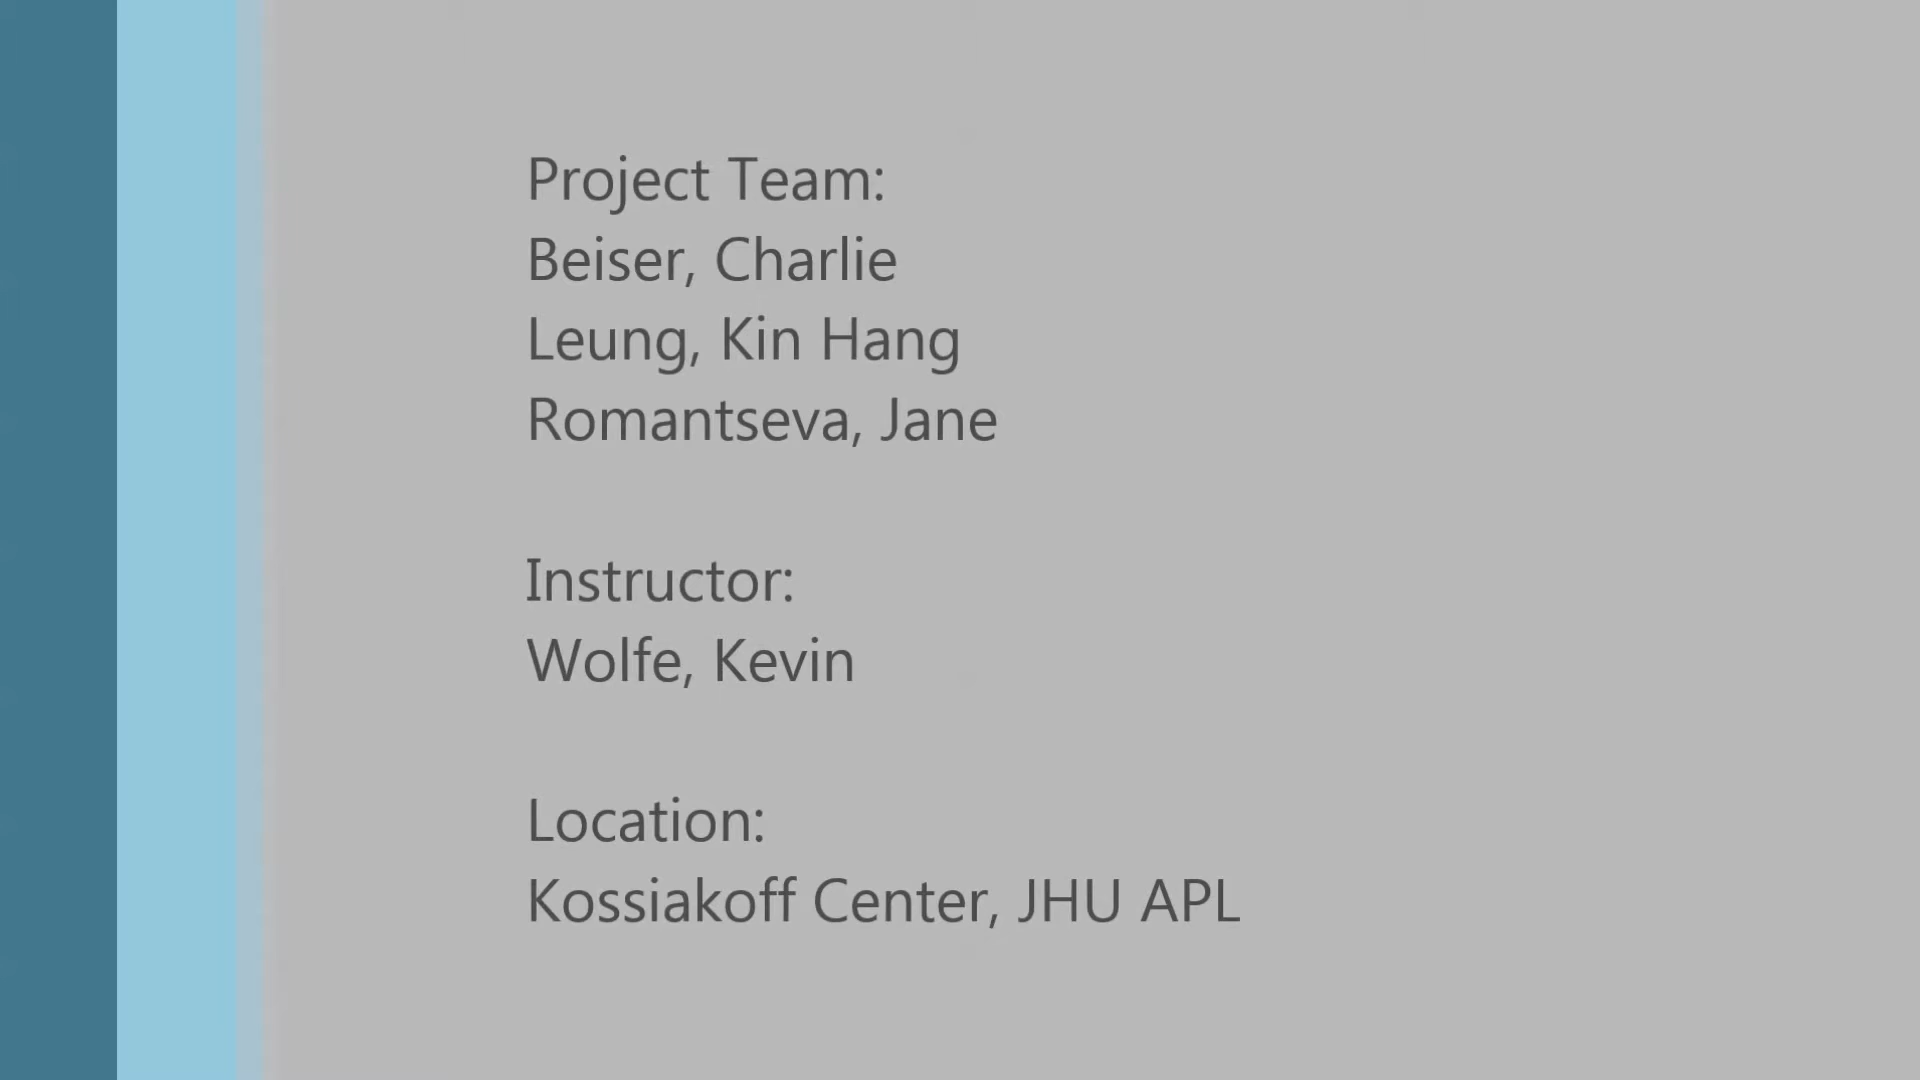 Project Team:
Beiser, Charlie
Leung, Kin Hang
Romantseva, Jane
Instructor:
Wolfe, Kevin
Location:
Kossiakoff Center, JHU APL